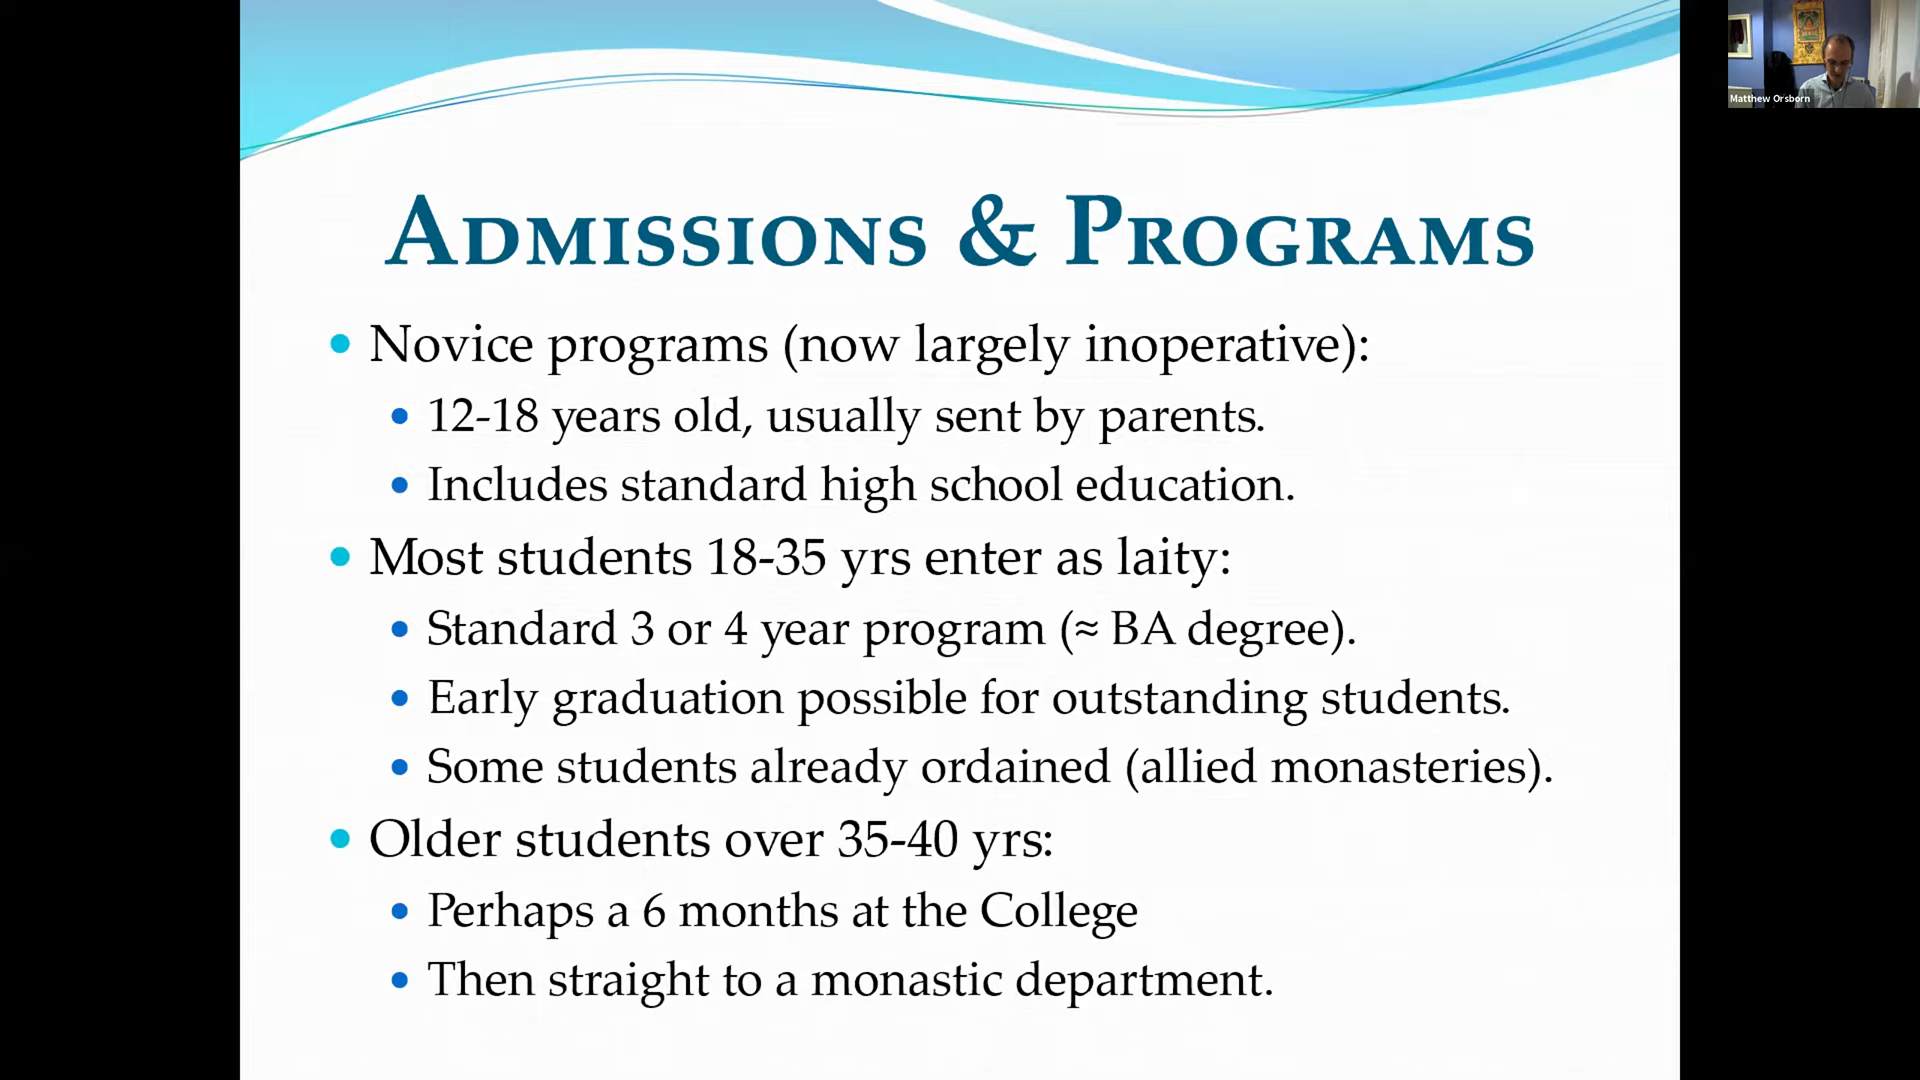 Matthew Orsborn
Admissions & Programs
• Novice programs (now largely inoperative):
• 12-18 years old, usually sent by parents.
• Includes standard high school education.
• Most students 18-35 yrs enter as laity:
• Standard 3 or 4 year program (≈ BA degree).
• Early graduation possible for outstanding students.
• Some students already ordained (allied monasteries).
• Older students over 35-40 yrs:
• Perhaps a 6 months at the College
• Then straight to a monastic department.